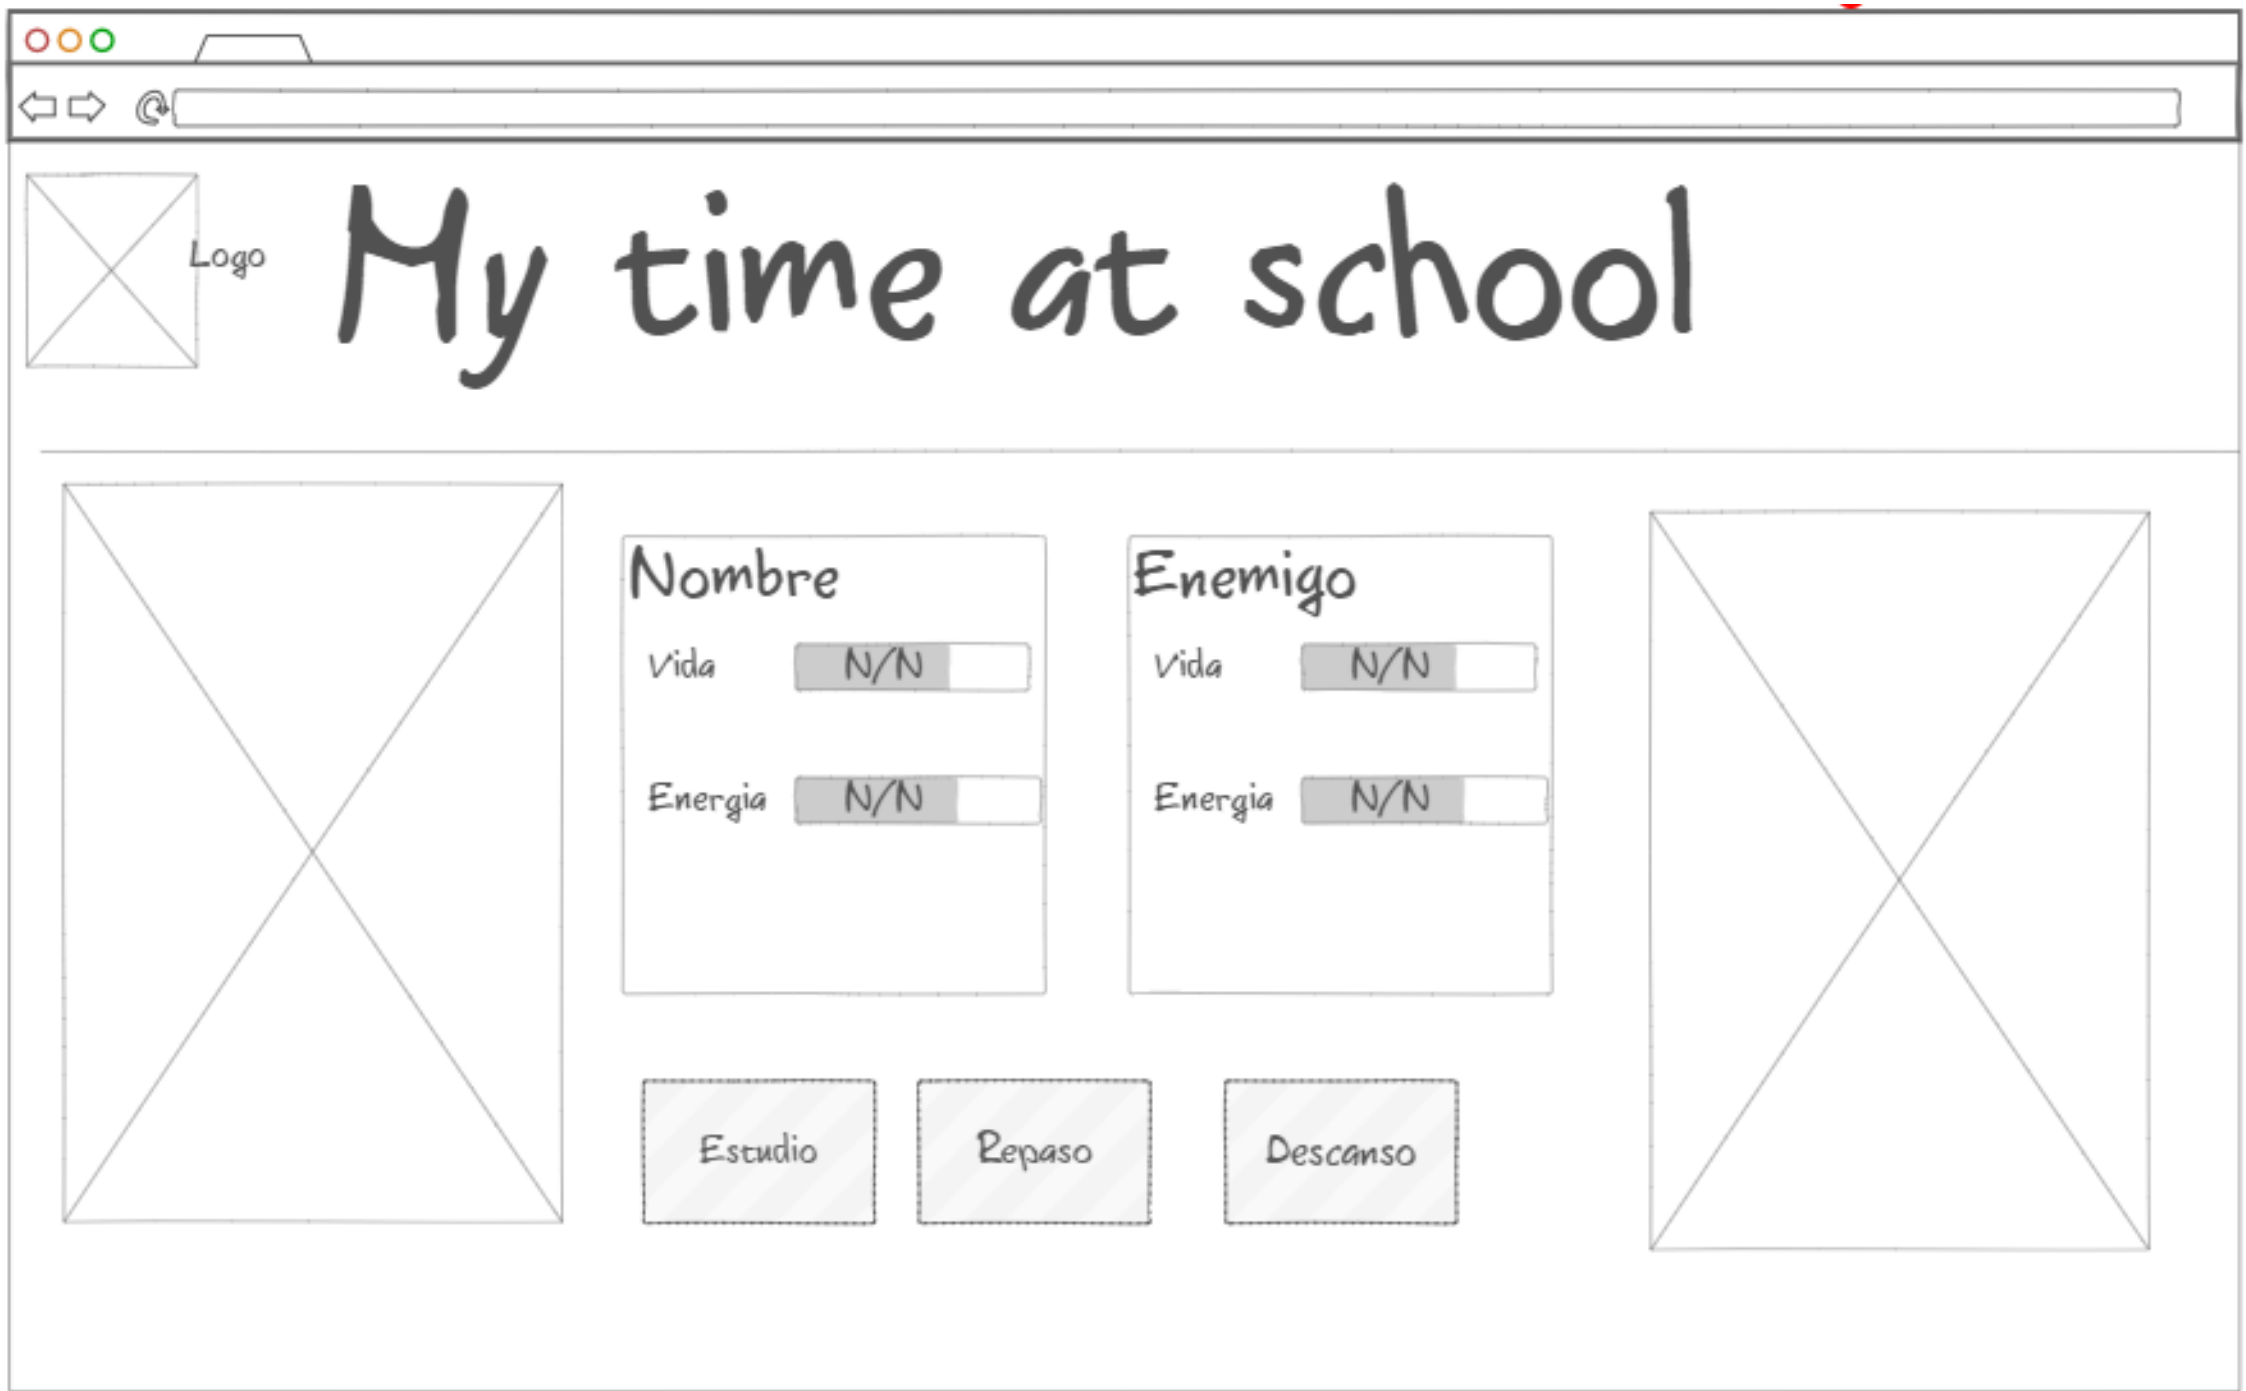 Logo
My time at school
Nombre
Vida N/N
Energia N/N
Enemigo
Vida N/N
Energia N/N
Estudio
Repaso
Descanso